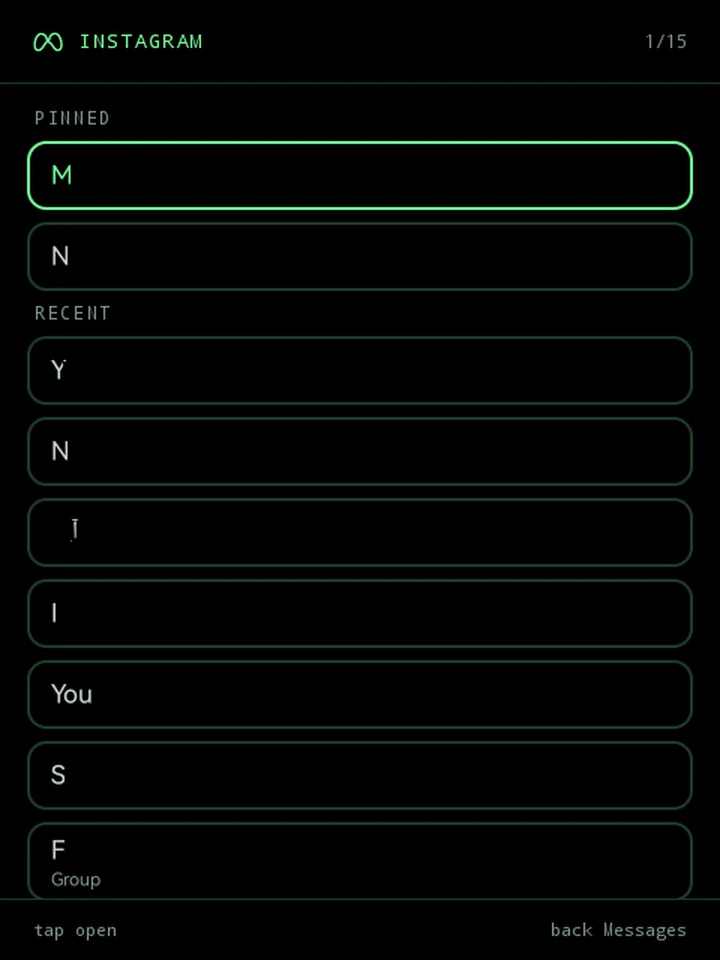 INSTAGRAM 1/15
PINNED
M
N
RECENT
Y
N
I
You
S
F
Group
tap open back Messages